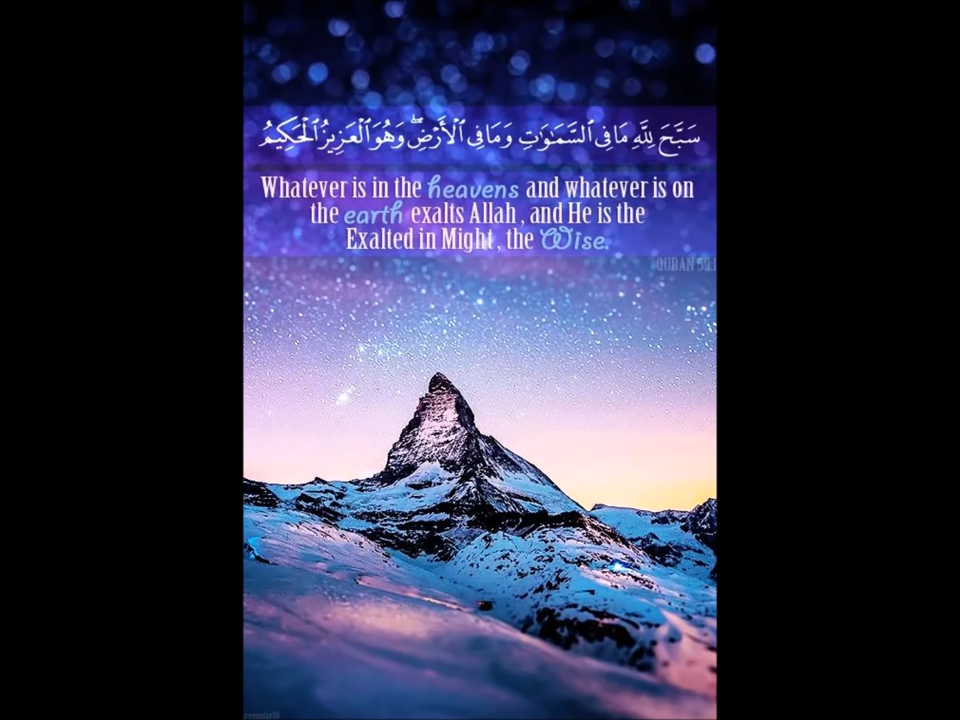 سَبَّحَ لِلَّهِ مَا فِى ٱلسَّمَـٰوَٰتِ وَمَا فِى ٱلْأَرْضِ ۖ وَهُوَ ٱلْعَزِيزُ ٱلْحَكِيمُ
Whatever is in the heavens and whatever is on
the earth exalts Allah, and He is the
Exalted in Might, the Wise.
QURAN 59:1